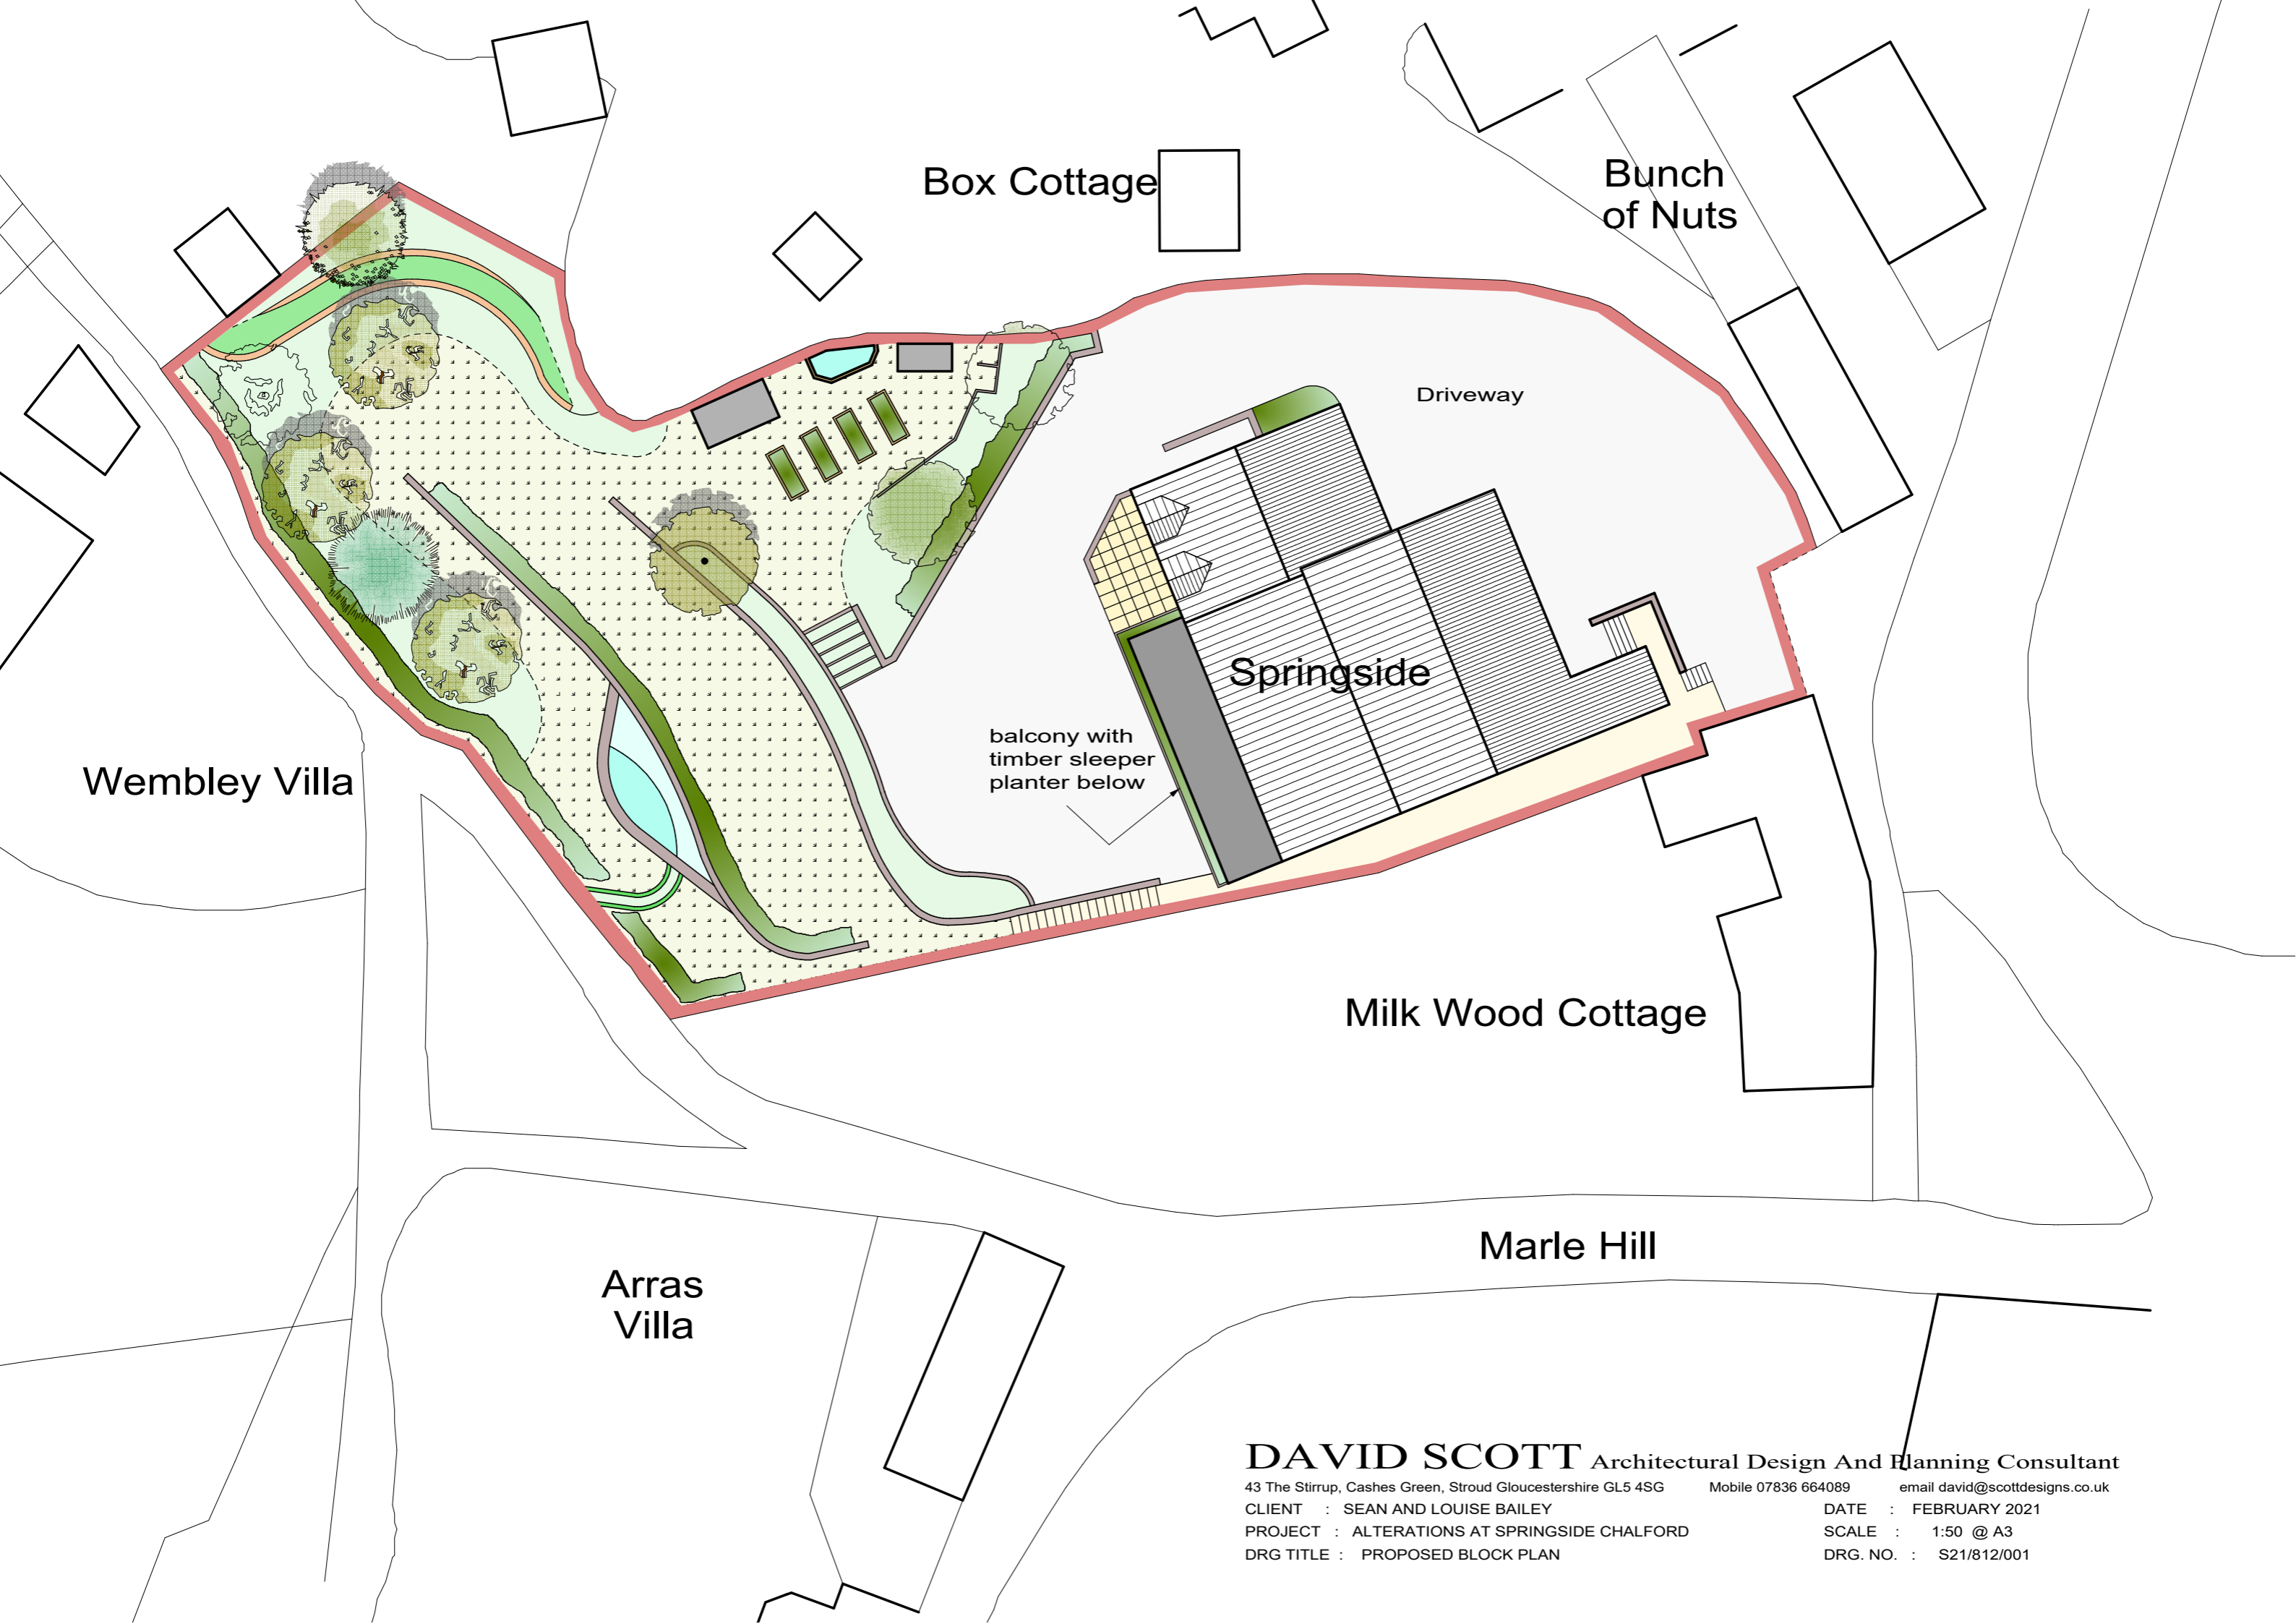 Box Cottage
Bunch
of Nuts
Driveway
Springside
balcony with
timber sleeper
planter below
Wembley Villa
Milk Wood Cottage
Marle Hill
Arras
Villa
DAVID SCOTT Architectural Design And Planning Consultant
43 The Stirrup, Cashes Green, Stroud Gloucestershire GL5 4SG Mobile 07836 664089 email david@scottdesigns.co.uk
CLIENT : SEAN AND LOUISE BAILEY DATE : FEBRUARY 2021
PROJECT : ALTERATIONS AT SPRINGSIDE CHALFORD SCALE : 1:50 @ A3
DRG TITLE : PROPOSED BLOCK PLAN DRG. NO. : S21/812/001